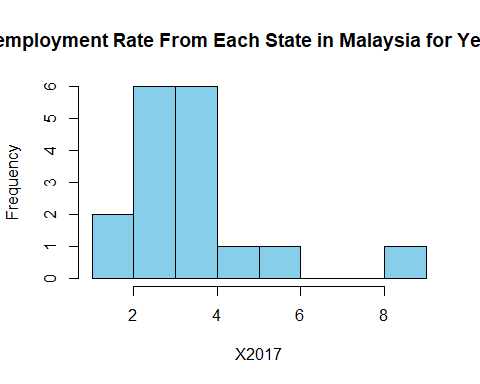 employment Rate From Each State in Malaysia for Ye
6
5
4
3
2
1
0
Frequency
2 4 6 8
X2017